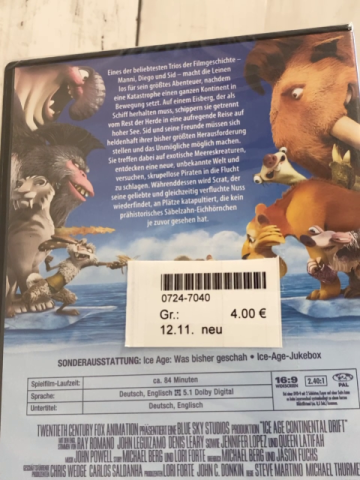 Eines der beliebtesten Trios der Filmgeschichte –
Manni, Diego und Sid – macht die Leinen
los für sein größtes Abenteuer, nachdem
eine Katastrophe einen ganzen Kontinent in
Bewegung setzt. Auf einem Eisberg, der als
Schiff herhalten muss, schippern sie getrennt
vom Rest der Herde in eine aufregende Reise auf
hoher See. Sid und seine Freunde müssen sich
heldenhaft ihrer bisher größten Herausforderung
stellen und das Unmögliche möglich machen.
Sie treffen dabei auf exotische Meereskreaturen,
entdecken eine neue, unbekannte Welt und
versuchen, skrupellose Piraten in die Flucht
zu schlagen. Währenddessen wird Scrat, der
seine geliebte und gleichzeitig verfluchte Nuss
wiederfindet, an Plätze katapultiert, die kein
prähistorisches Säbelzahn-Eichhörnchen
je zuvor gesehen hat.
0724-7040
Gr.: 4.00 €
12.11. neu
SONDERAUSSTATTUNG: Ice Age: Was bisher geschah • Ice-Age-Jukebox
Spielfilm-Laufzeit: ca. 84 Minuten
Sprache: Deutsch, Englisch 5.1 Dolby Digital
Untertitel: Deutsch, Englisch
16:9 2.40:1
PAL
TWENTIETH CENTURY FOX ANIMATION PRÄSENTIERT EIN BLUE SKY STUDIOS PRODUKTION "ICE AGE CONTINENTAL DRIFT"
RAY ROMANO JOHN LEGUIZAMO DENIS LEARY SOWIE JENNIFER LOPEZ UND QUEEN LATIFAH
JOHN POWELL STORY MICHAEL BERG UND LORI FORTE MICHAEL BERG UND JASON FUCHS
CHRIS WEDGE CARLOS SALDANHA LORI FORTE JOHN C. DONKIN STEVE MARTINO MICHAEL THURMEIER